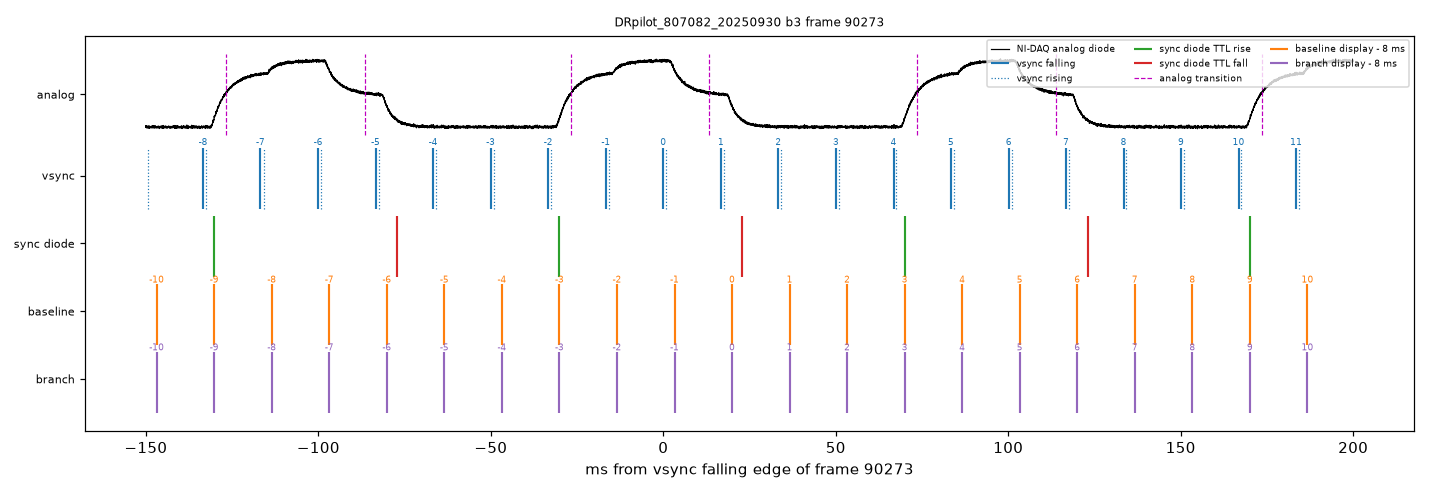 DRpilot_807082_20250930 b3 frame 90273
NI-DAQ analog diode
vsync falling
vsync rising
sync diode TTL rise
sync diode TTL fall
analog transition
baseline display - 8 ms
branch display - 8 ms
analog
-8 -7 -6 -5 -4 -3 -2 -1 0 1 2 3 4 5 6 7 8 9 10 11
vsync
sync diode
-10 -9 -8 -7 -6 -5 -4 -3 -2 -1 0 1 2 3 4 5 6 7 8 9 10
baseline
-10 -9 -8 -7 -6 -5 -4 -3 -2 -1 0 1 2 3 4 5 6 7 8 9 10
branch
−150 −100 −50 0 50 100 150 200
ms from vsync falling edge of frame 90273